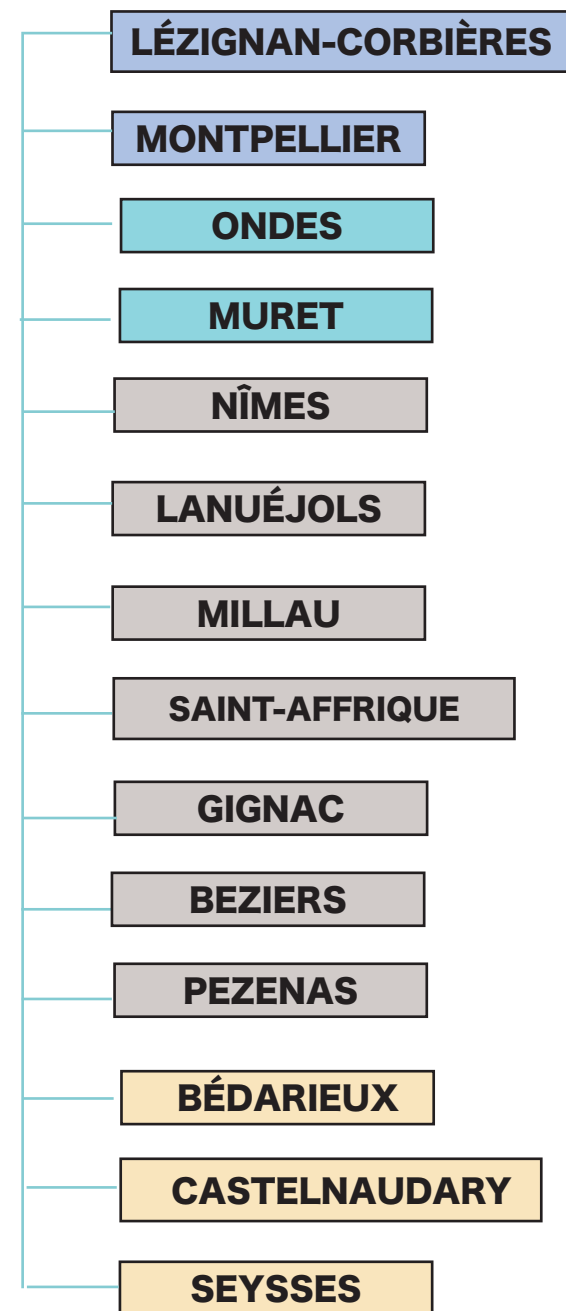 LÉZIGNAN-CORBIÈRES
MONTPELLIER
ONDES
MURET
NÎMES
LANUÉJOLS
MILLAU
SAINT-AFFRIQUE
GIGNAC
BEZIERS
PEZENAS
BÉDARIEUX
CASTELNAUDARY
SEYSSES